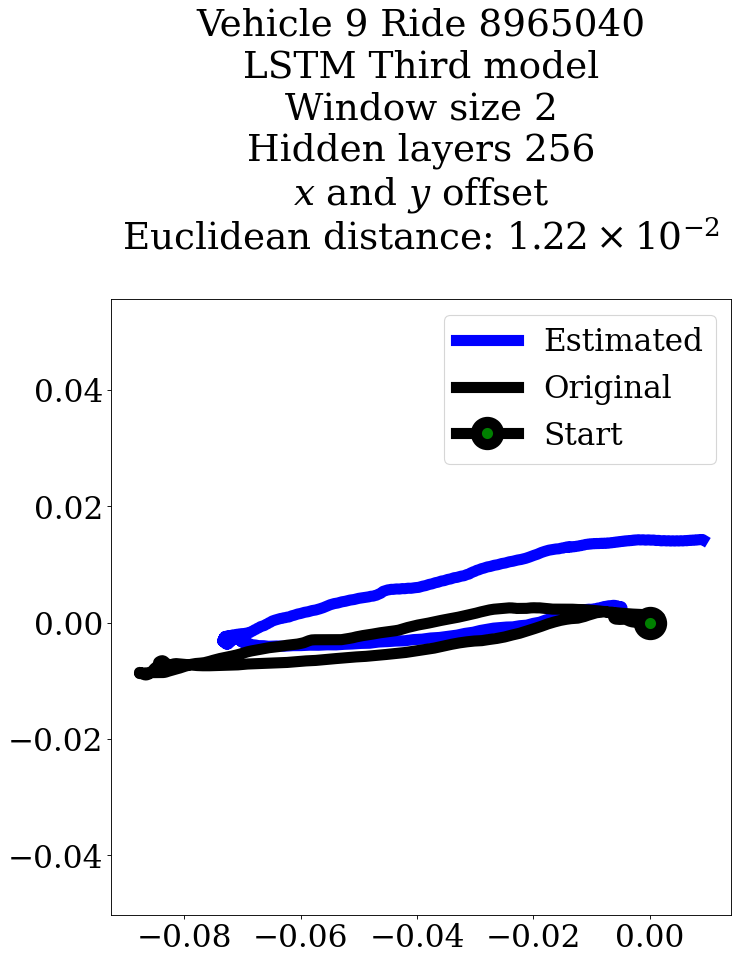 Vehicle 9 Ride 8965040
LSTM Third model
Window size 2
Hidden layers 256
x and y offset
Euclidean distance: 1.22 × 10⁻²
Estimated
Original
Start
0.04
0.02
0.00
−0.02
−0.04
−0.08 −0.06 −0.04 −0.02 0.00